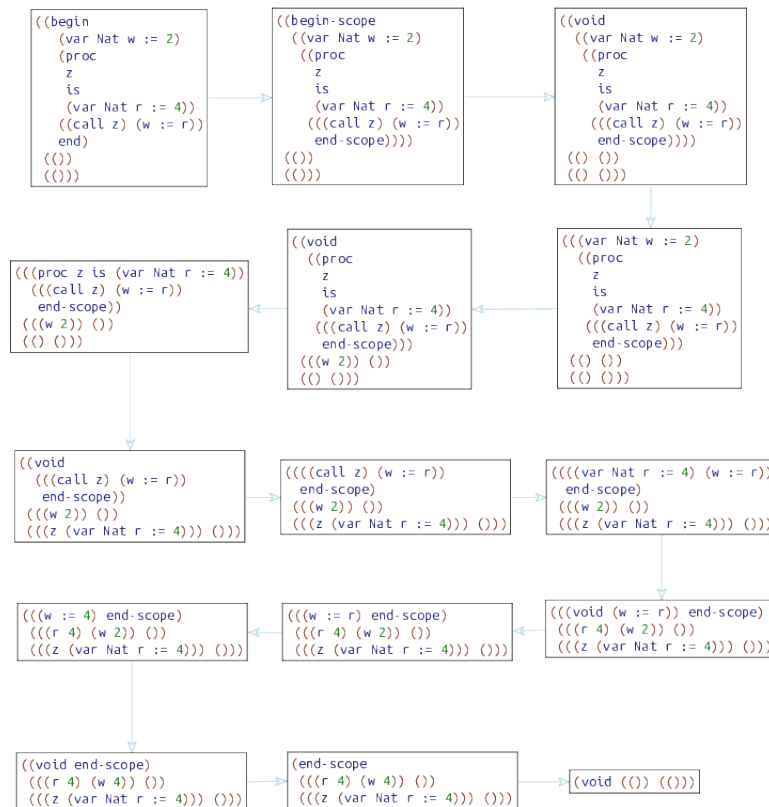 ((begin
(var Nat w := 2)
(proc
z
is
(var Nat r := 4))
((call z) (w := r))
end)
(())
(()))
((begin-scope
((var Nat w := 2)
((proc
z
is
(var Nat r := 4))
(((call z) (w := r))
end-scope))))
(())
(()))
((void
((var Nat w := 2)
((proc
z
is
(var Nat r := 4))
(((call z) (w := r))
end-scope))))
(() ())
(() ()))
(((var Nat w := 2)
((proc
z
is
(var Nat r := 4))
(((call z) (w := r))
end-scope)))
(() ())
(() ()))
((void
((proc
z
is
(var Nat r := 4))
(((call z) (w := r))
end-scope)))
(((w 2)) ())
(() ()))
(((proc z is (var Nat r := 4))
(((call z) (w := r))
end-scope))
(((w 2)) ())
(() ()))
((void
(((call z) (w := r))
end-scope))
(((w 2)) ())
(((z (var Nat r := 4))) ()))
((((call z) (w := r))
end-scope)
(((w 2)) ())
(((z (var Nat r := 4))) ()))
((((var Nat r := 4) (w := r))
end-scope)
(((w 2)) ())
(((z (var Nat r := 4))) ()))
(((void (w := r)) end-scope)
(((r 4) (w 2)) ())
(((z (var Nat r := 4))) ()))
(((w := r) end-scope)
(((r 4) (w 2)) ())
(((z (var Nat r := 4))) ()))
(((w := 4) end-scope)
(((r 4) (w 2)) ())
(((z (var Nat r := 4))) ()))
((void end-scope)
(((r 4) (w 4)) ())
(((z (var Nat r := 4))) ()))
(end-scope
(((r 4) (w 4)) ())
(((z (var Nat r := 4))) ()))
(void (()) (()))